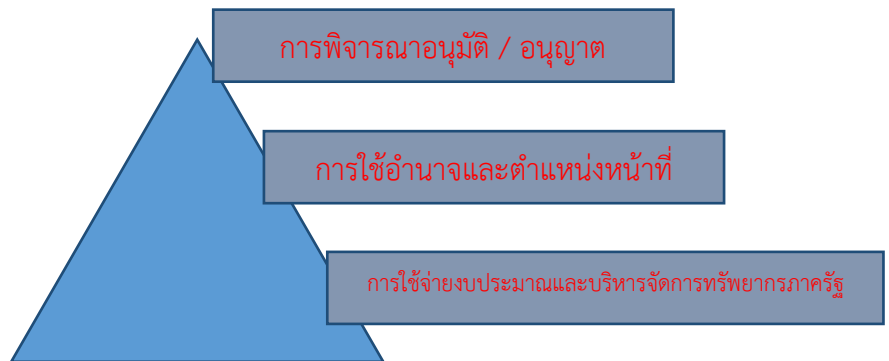 การพิจารณาอนุมัติ / อนุญาต
การใช้อำนาจและตำแหน่งหน้าที่
การใช้จ่ายงบประมาณและบริหารจัดการทรัพยากรภาครัฐ